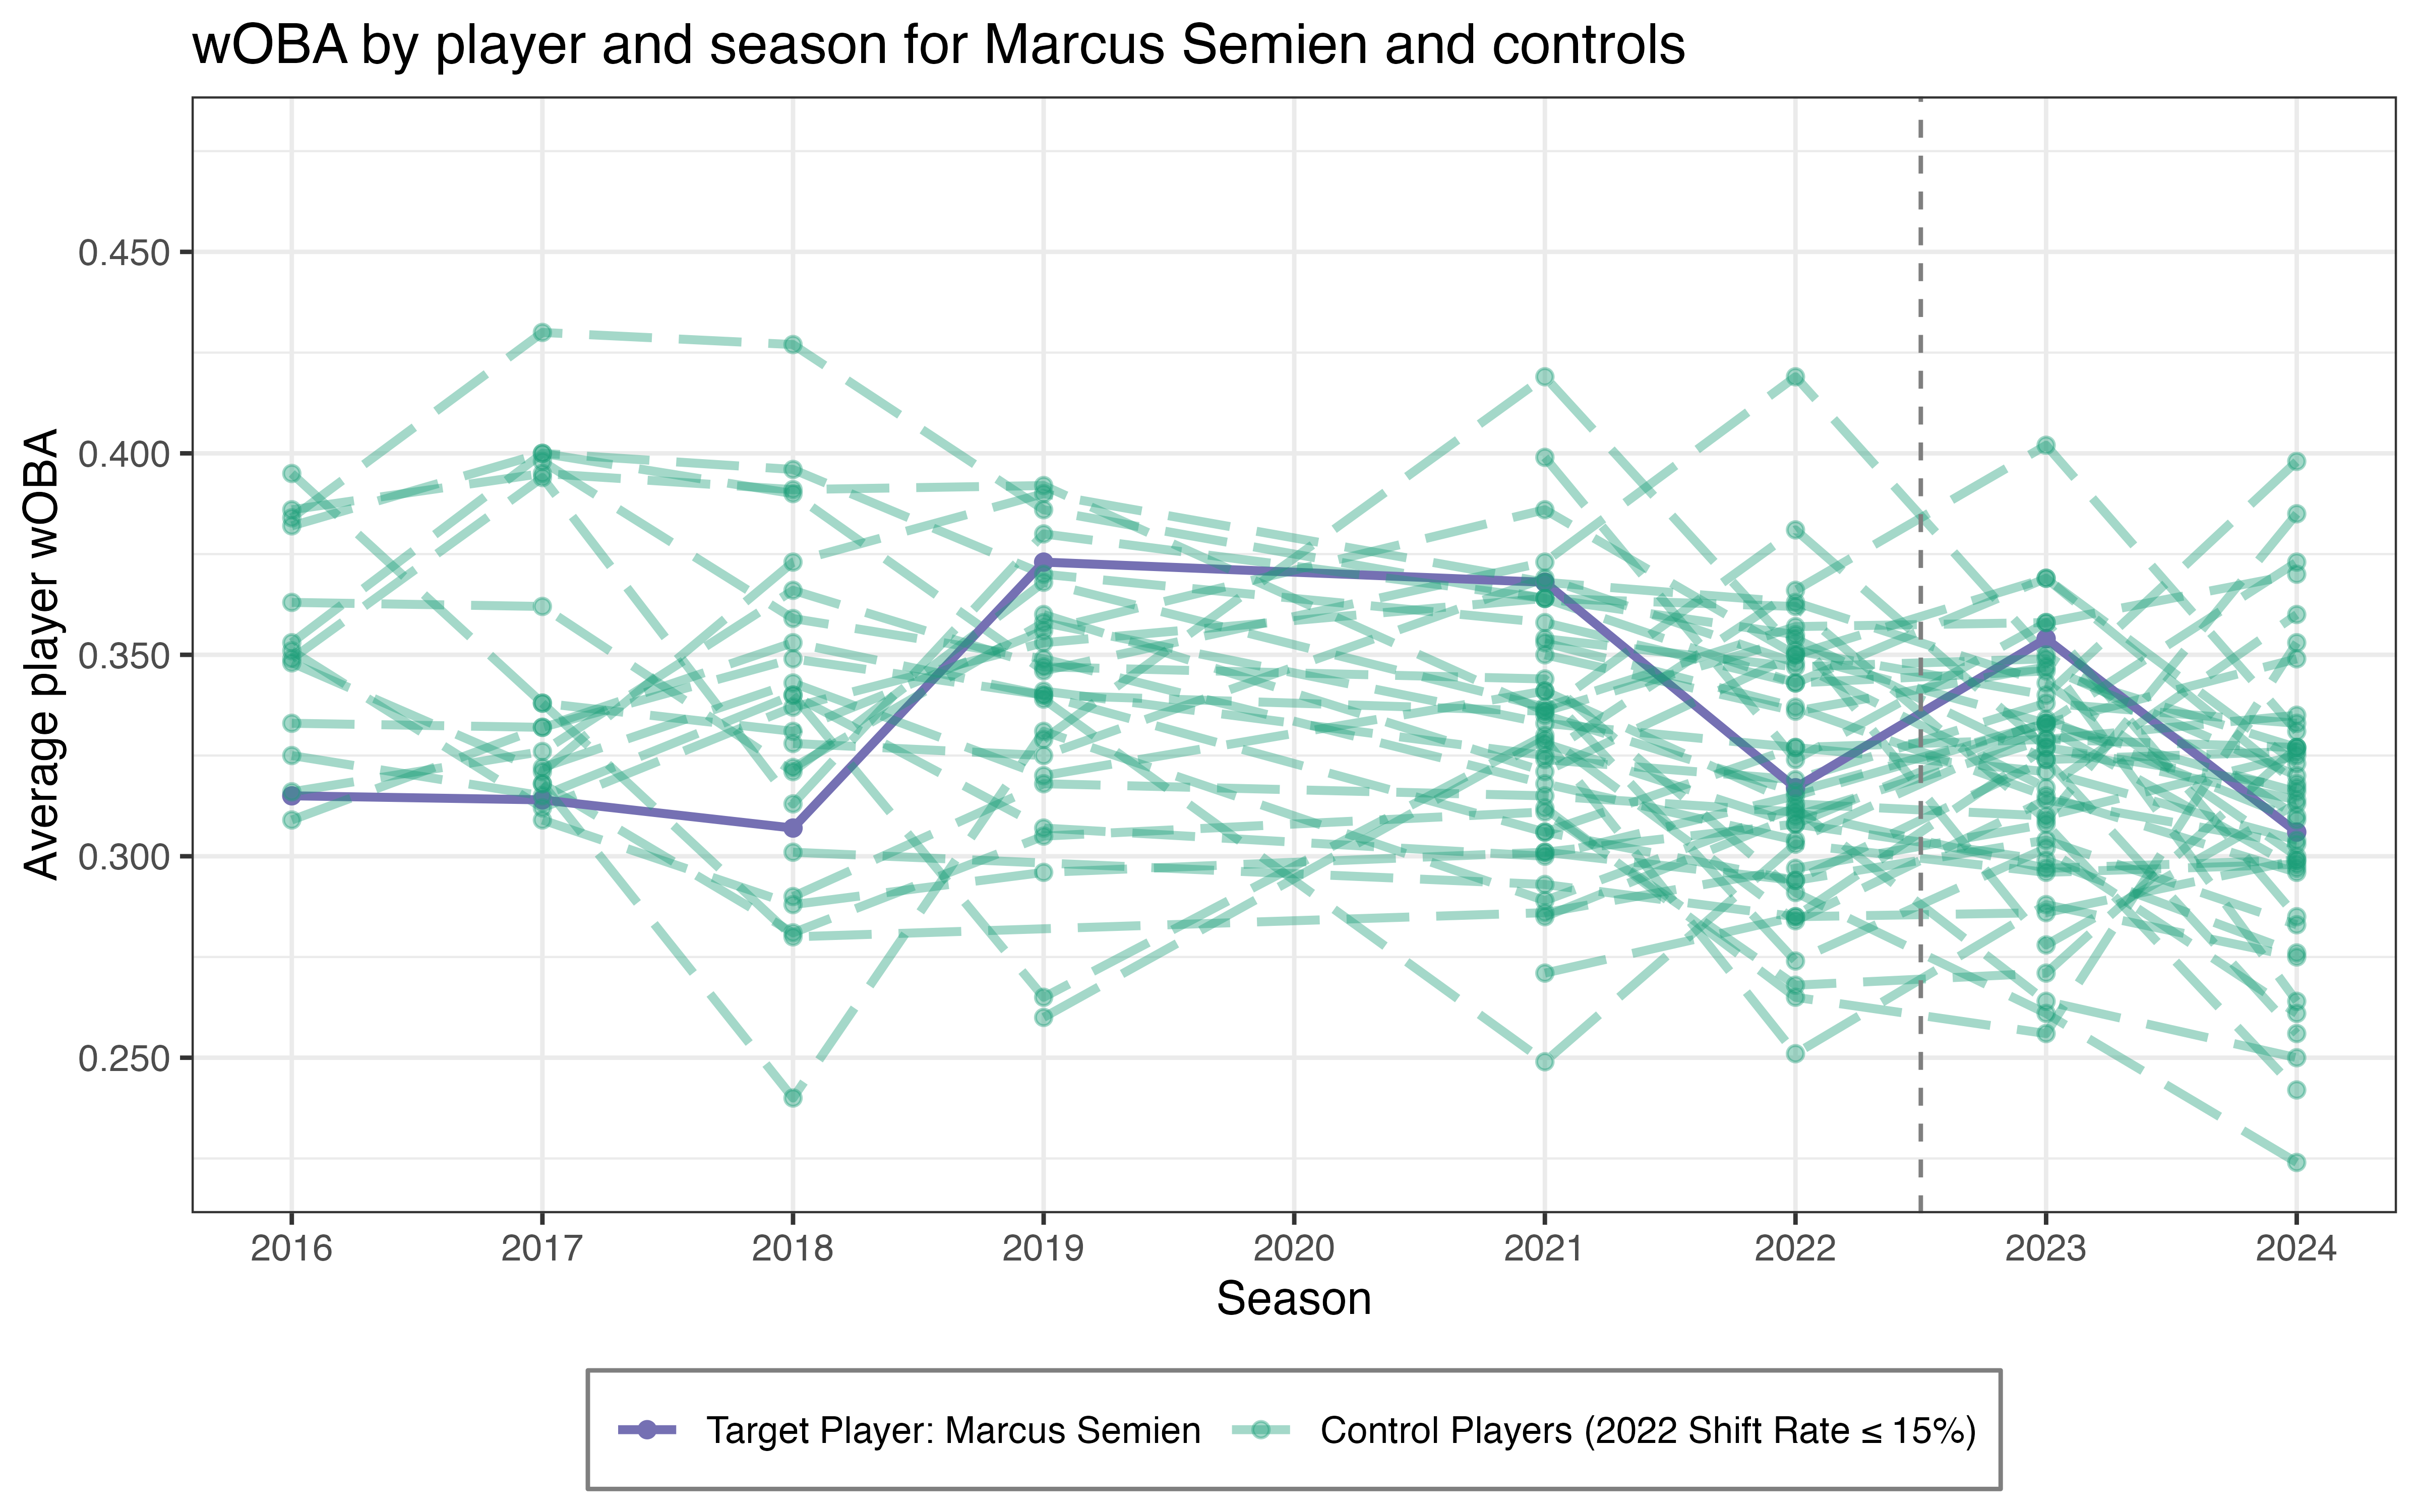 wOBA by player and season for Marcus Semien and controls
Average player wOBA
0.450
0.400
0.350
0.300
0.250
2016 2017 2018 2019 2020 2021 2022 2023 2024
Season
Target Player: Marcus Semien Control Players (2022 Shift Rate ≤ 15%)